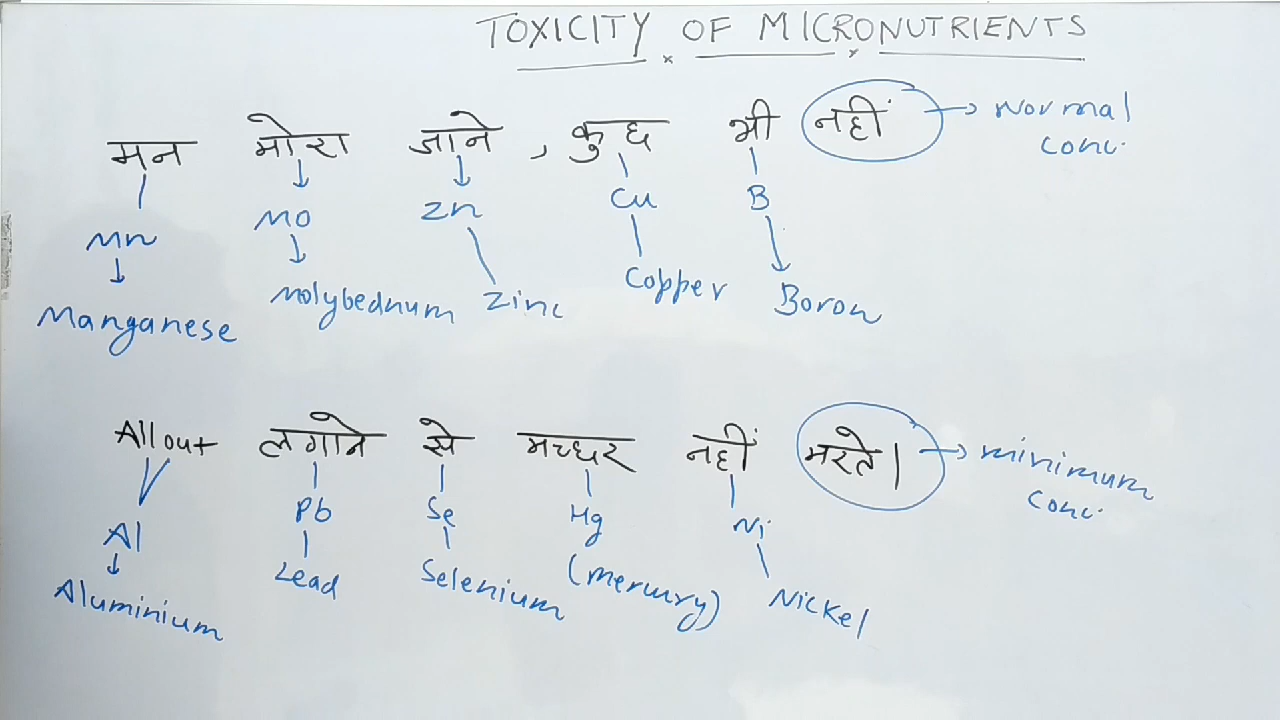 TOXICITY OF MICRONUTRIENTS
मन मोरा जाने , कुछ भी नहीं → Normal conc.
Mn Mo Zn Cu B
Manganese Molybednum Zinc Copper Boron
All out लगाने से मच्छर नहीं मरते। → minimum conc.
Al Pb Se Hg Ni
Aluminium Lead Selenium (mercury) Nickel